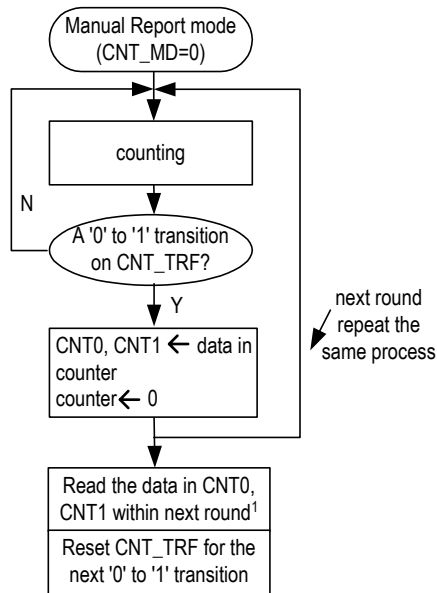 Manual Report mode
(CNT_MD=0)
counting
N
A '0' to '1' transition
on CNT_TRF?
Y
next round
repeat the
same process
CNT0, CNT1 ← data in
counter
counter← 0
Read the data in CNT0,
CNT1 within next round¹
Reset CNT_TRF for the
next '0' to '1' transition